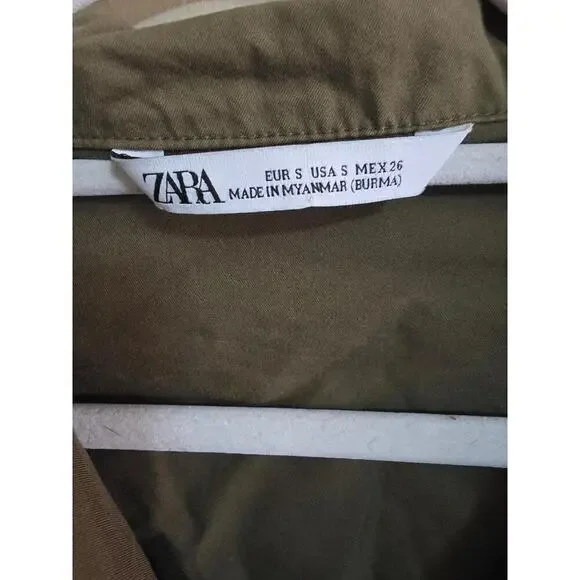 ZARA
EUR S USA S MEX 26
MADE IN MYANMAR (BURMA)